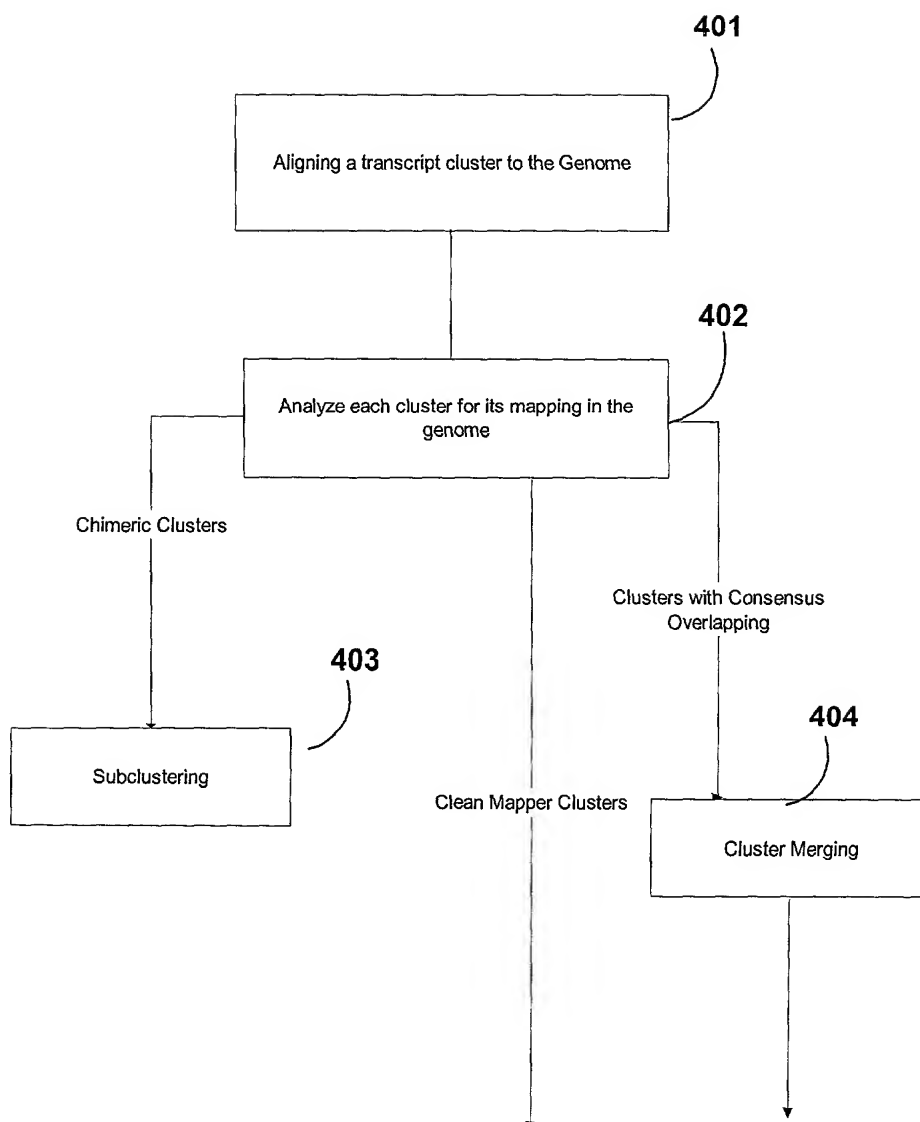 401
Aligning a transcript cluster to the Genome
402
Analyze each cluster for its mapping in the
genome
Chimeric Clusters
Clusters with Consensus
Overlapping
403
404
Subclustering
Clean Mapper Clusters
Cluster Merging